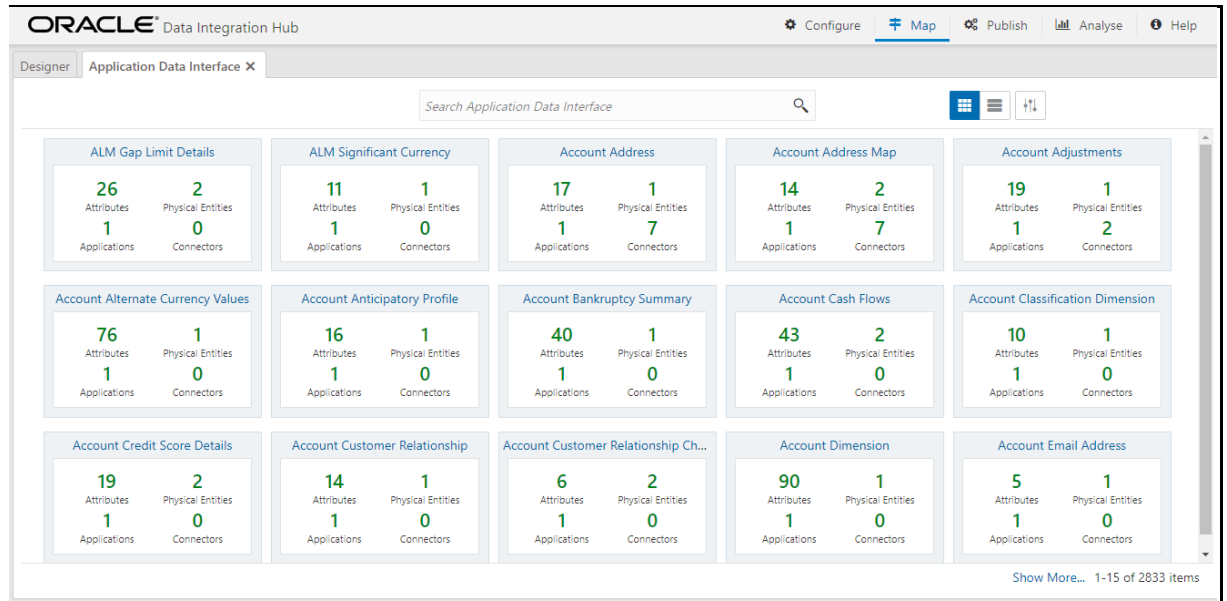 ORACLE® Data Integration Hub Configure Map Publish Analyse Help
Designer Application Data Interface X
Search Application Data Interface
ALM Gap Limit Details ALM Significant Currency Account Address Account Address Map Account Adjustments
26 2 11 1 17 1 14 2 19 1
Attributes Physical Entities Attributes Physical Entities Attributes Physical Entities Attributes Physical Entities Attributes Physical Entities
1 0 1 0 1 7 1 7 1 2
Applications Connectors Applications Connectors Applications Connectors Applications Connectors Applications Connectors
Account Alternate Currency Values Account Anticipatory Profile Account Bankruptcy Summary Account Cash Flows Account Classification Dimension
76 1 16 1 40 1 43 2 10 1
Attributes Physical Entities Attributes Physical Entities Attributes Physical Entities Attributes Physical Entities Attributes Physical Entities
1 0 1 0 1 0 1 0 1 0
Applications Connectors Applications Connectors Applications Connectors Applications Connectors Applications Connectors
Account Credit Score Details Account Customer Relationship Account Customer Relationship Ch... Account Dimension Account Email Address
19 2 14 1 6 2 90 1 5 1
Attributes Physical Entities Attributes Physical Entities Attributes Physical Entities Attributes Physical Entities Attributes Physical Entities
1 0 1 0 1 0 1 0 1 0
Applications Connectors Applications Connectors Applications Connectors Applications Connectors Applications Connectors
Show More... 1-15 of 2833 items